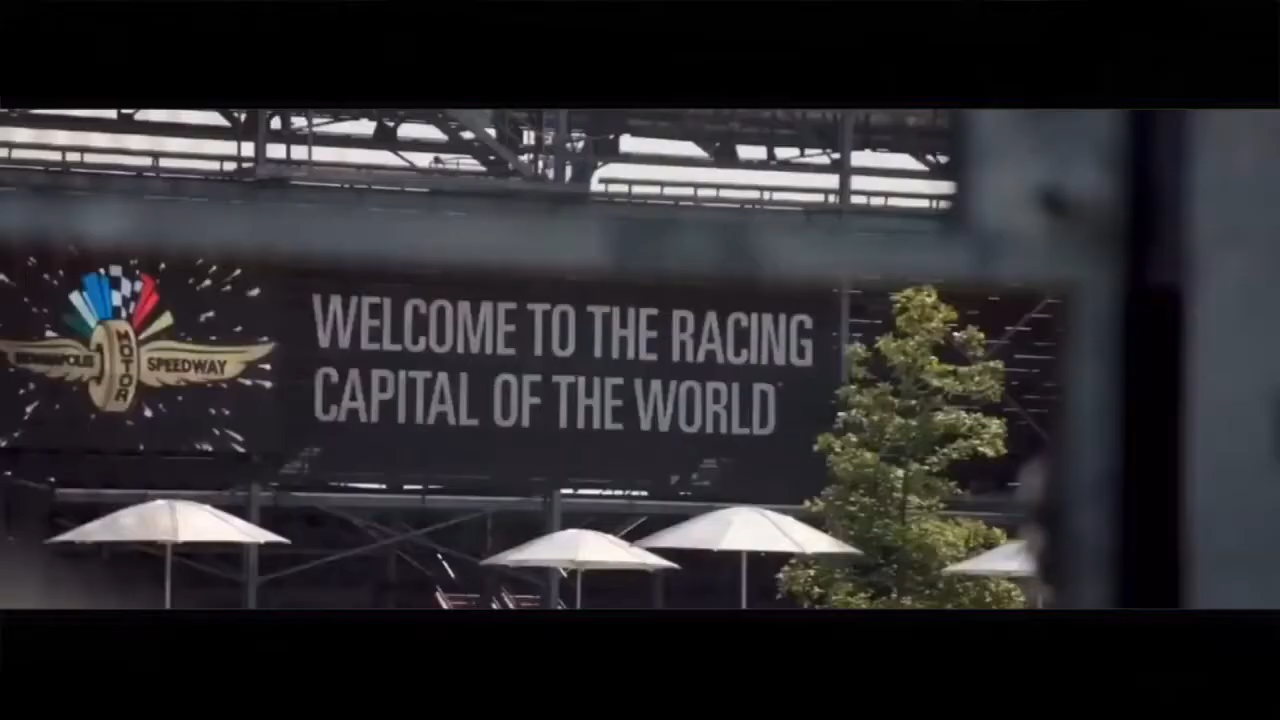 INDIANAPOLIS
MOTOR
SPEEDWAY
WELCOME TO THE RACING
CAPITAL OF THE WORLD